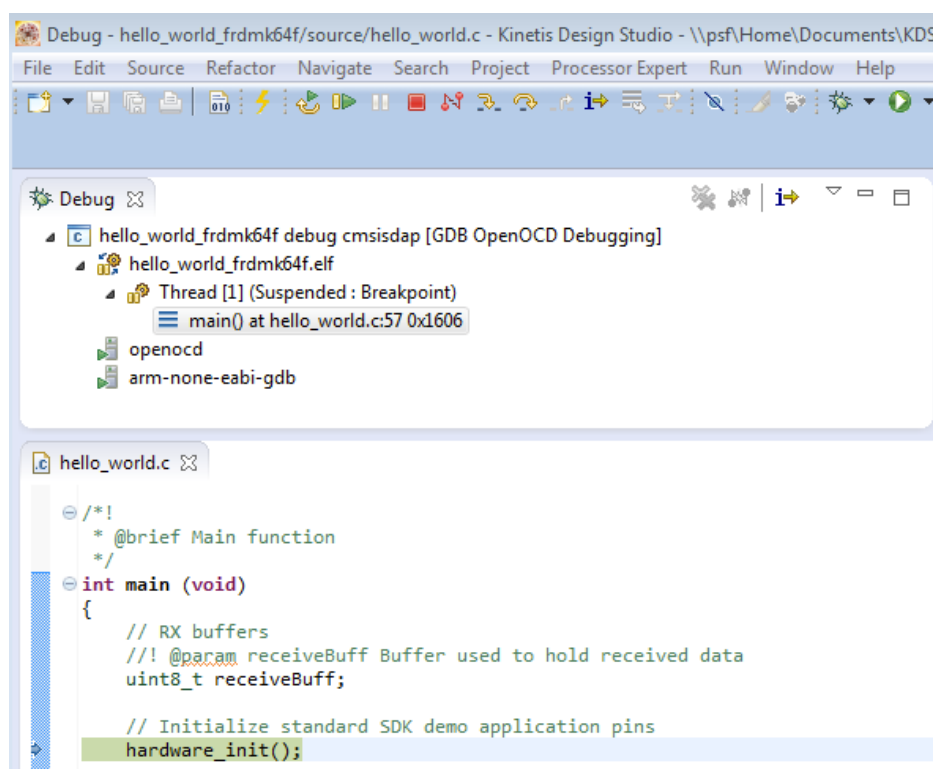 Debug - hello_world_frdmk64f/source/hello_world.c - Kinetis Design Studio - \\psf\Home\Documents\KDS
File Edit Source Refactor Navigate Search Project Processor Expert Run Window Help
Debug
hello_world_frdmk64f debug cmsisdap [GDB OpenOCD Debugging]
hello_world_frdmk64f.elf
Thread [1] (Suspended : Breakpoint)
main() at hello_world.c:57 0x1606
openocd
arm-none-eabi-gdb
hello_world.c
/*!
* @brief Main function
*/
int main (void)
{
// RX buffers
//! @param receiveBuff Buffer used to hold received data
uint8_t receiveBuff;
// Initialize standard SDK demo application pins
hardware_init();